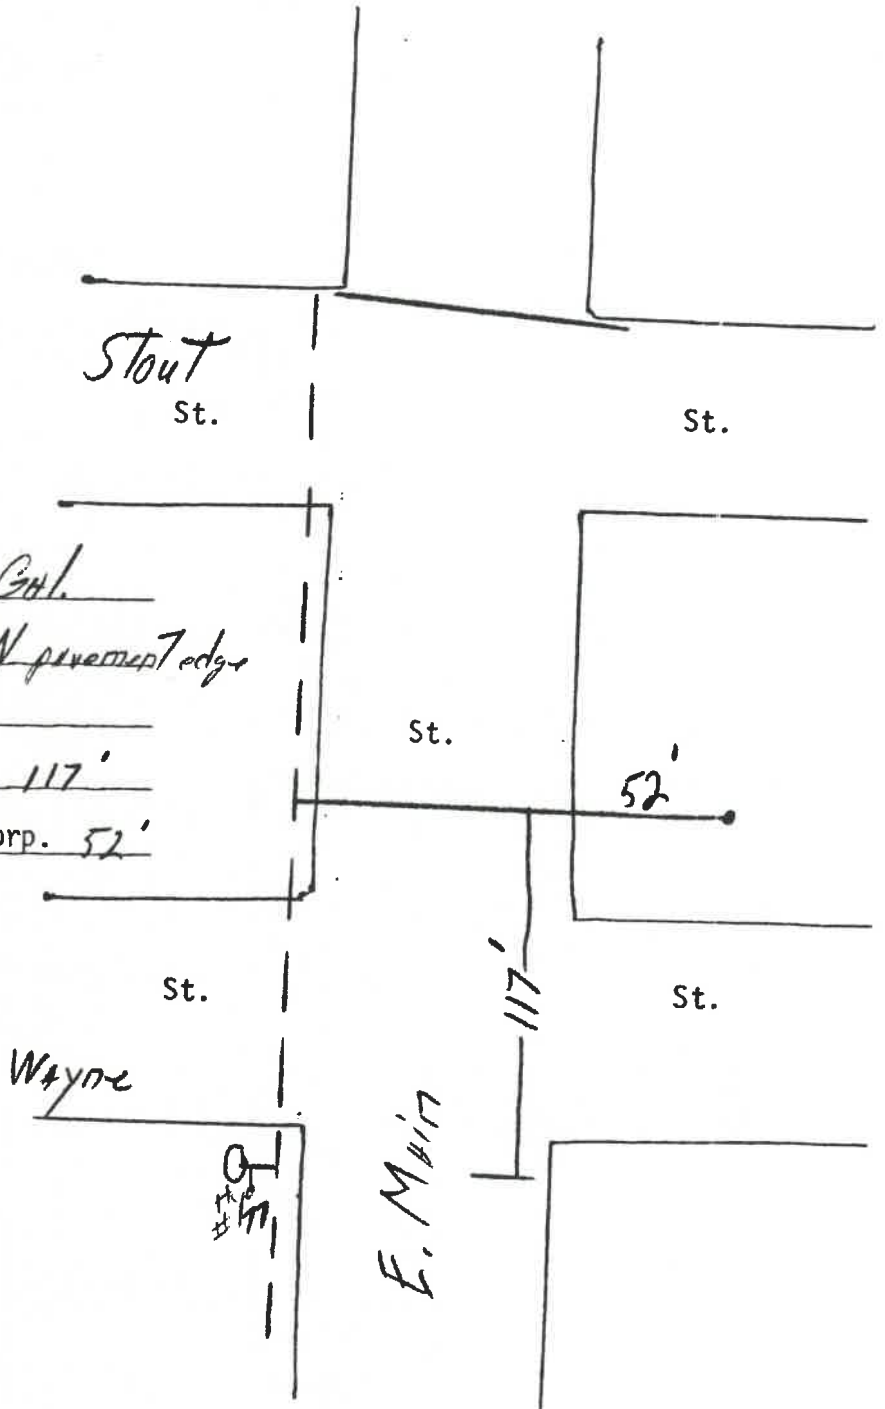 Stout
St.
St.
Gal.
N pavement edge
St.
117'
52'
orp. 52'
117'
St.
St.
Wayne
E. Main